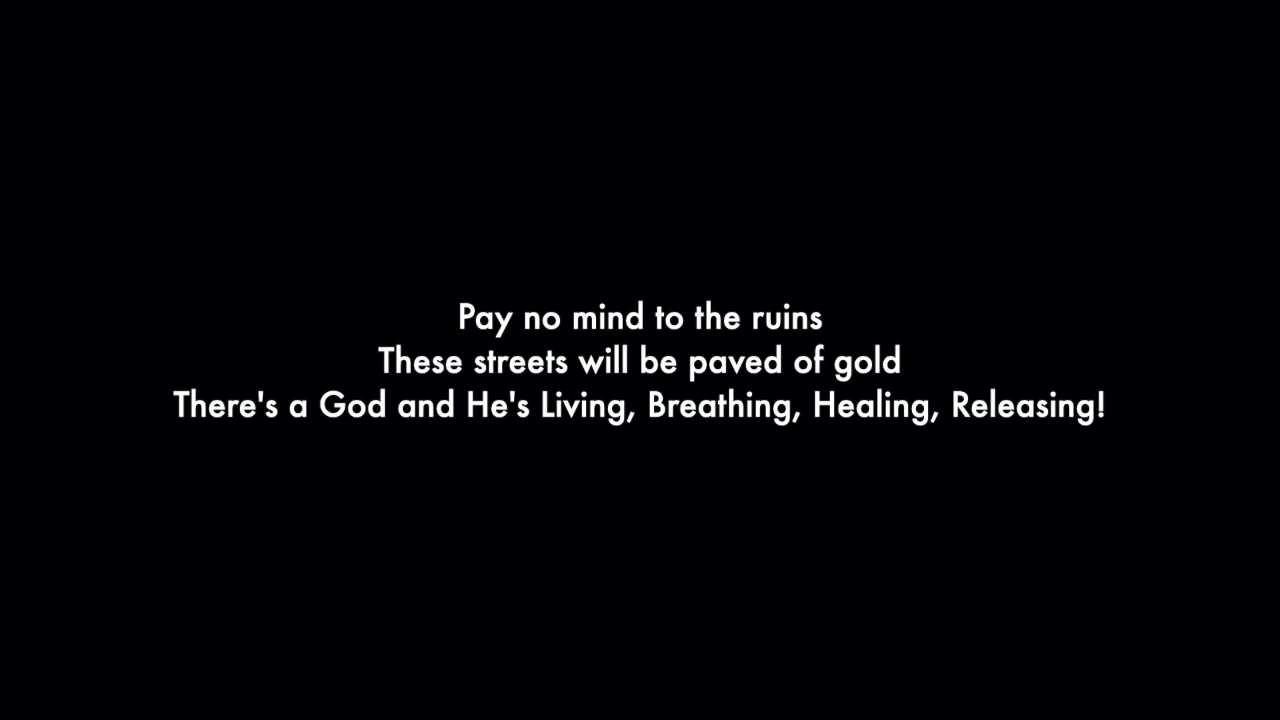 Pay no mind to the ruins
These streets will be paved of gold
There's a God and He's Living, Breathing, Healing, Releasing!